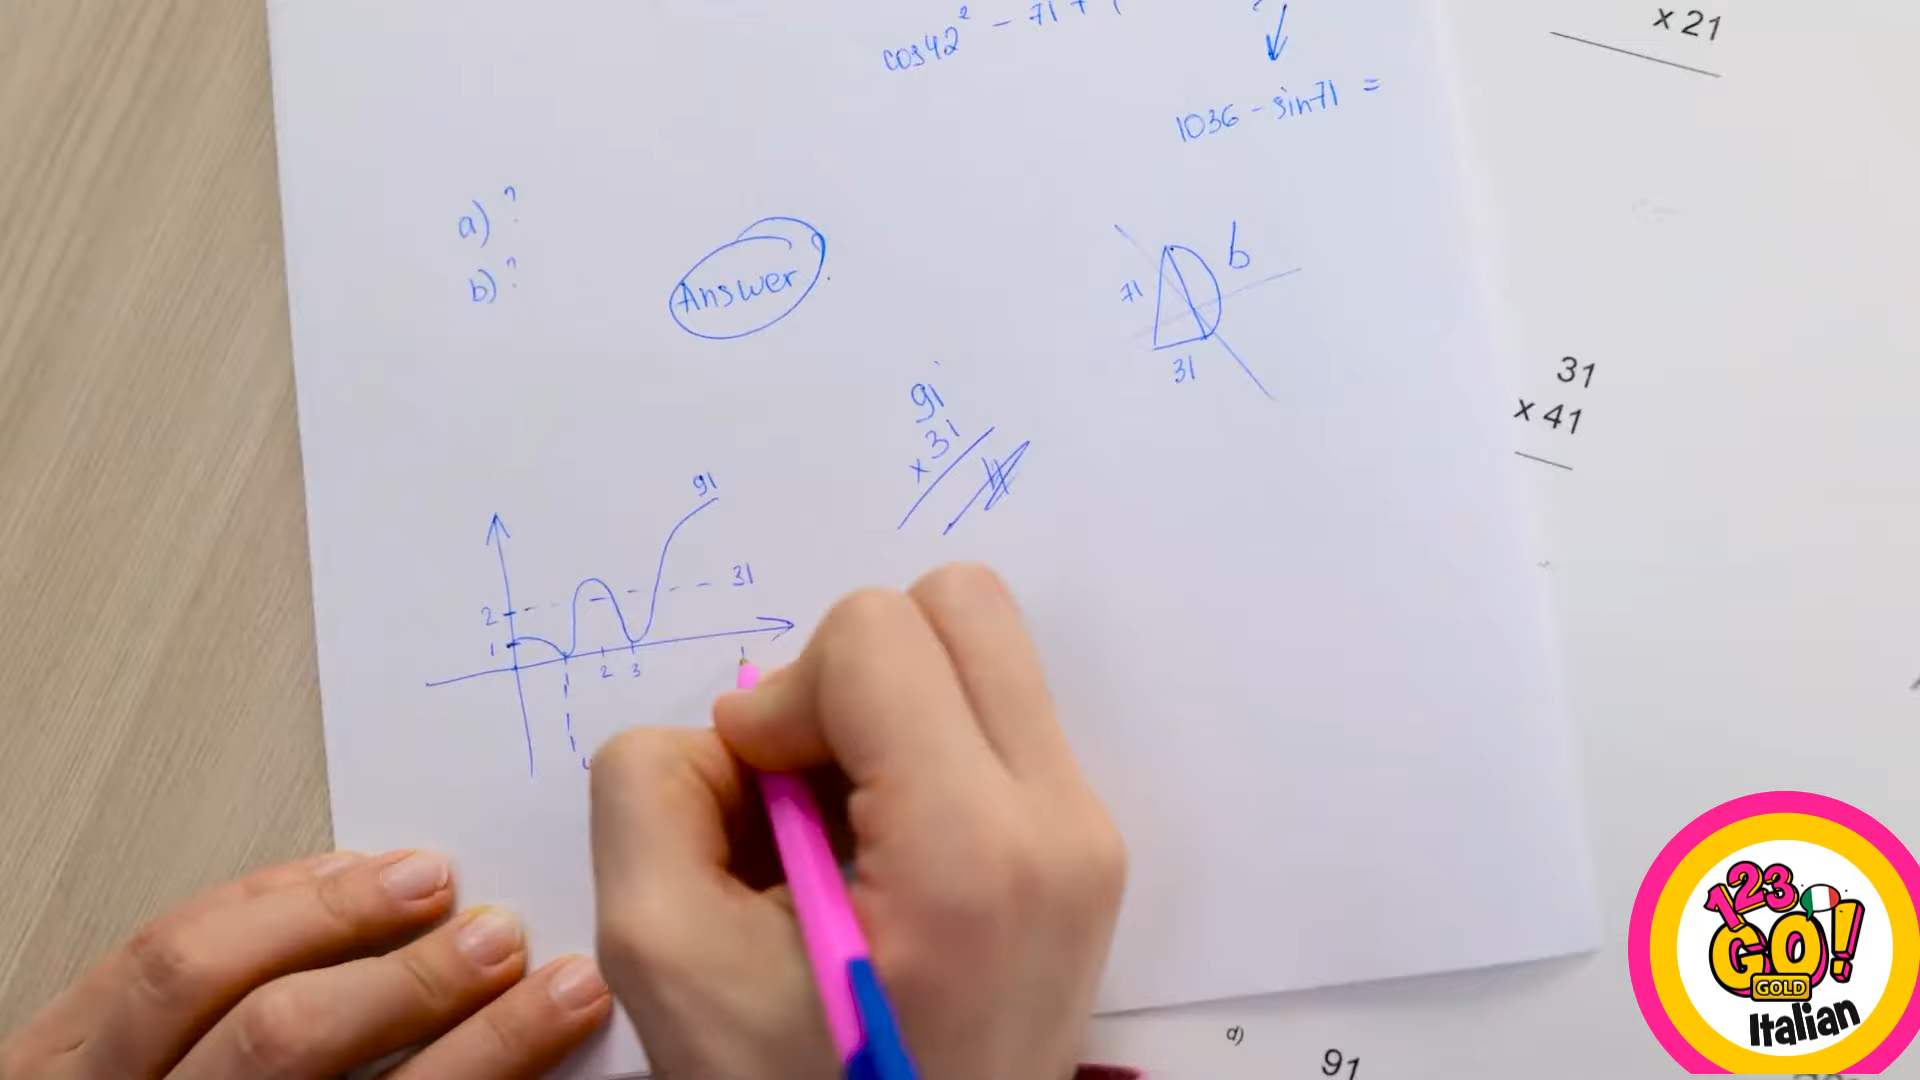 cos42² - 71 +
x 21
1036 - sin71 =
a) ?
b) ?
Answer
b
71
31
31
x 41
91
x 31
91
31
2
1
2 3
d)
91
123
GO!
GOLD
Italian